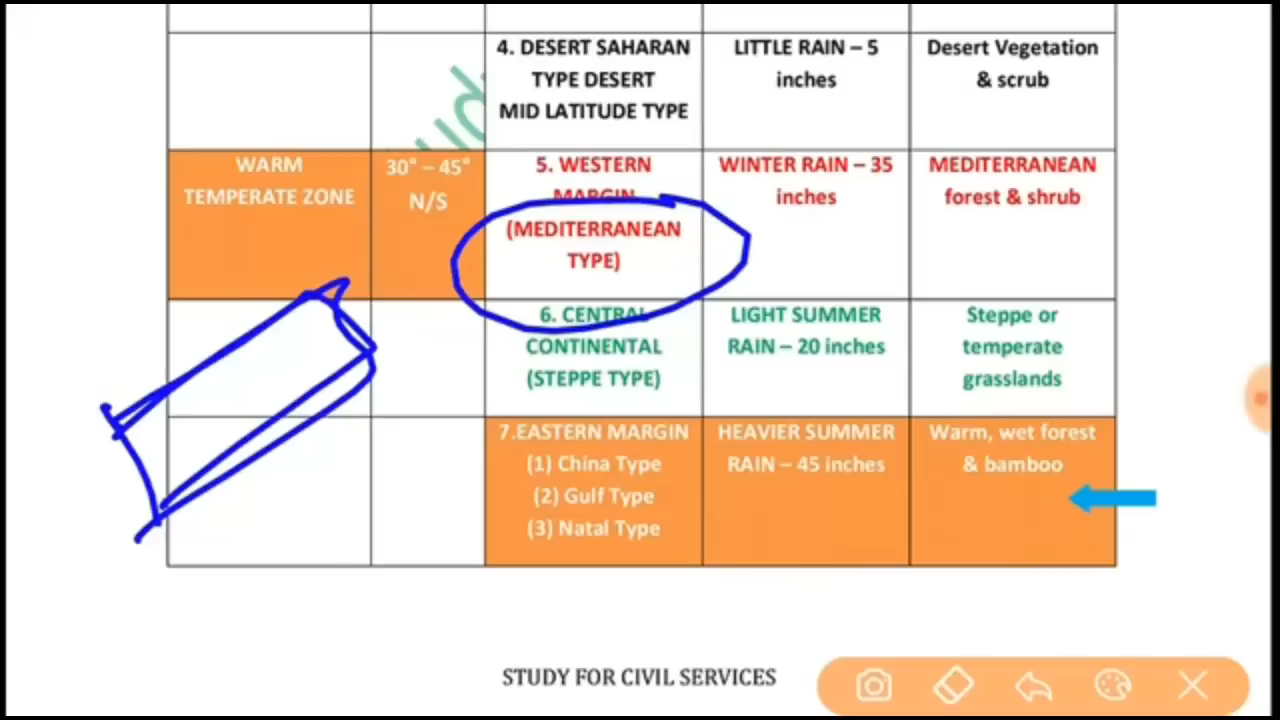 4. DESERT SAHARAN
TYPE DESERT
MID LATITUDE TYPE
LITTLE RAIN – 5
inches
Desert Vegetation
& scrub
WARM
TEMPERATE ZONE
30° – 45°
N/S
5. WESTERN
MARGIN
(MEDITERRANEAN
TYPE)
WINTER RAIN – 35
inches
MEDITERRANEAN
forest & shrub
6. CENTRAL
CONTINENTAL
(STEPPE TYPE)
LIGHT SUMMER
RAIN – 20 inches
Steppe or
temperate
grasslands
7.EASTERN MARGIN
(1) China Type
(2) Gulf Type
(3) Natal Type
HEAVIER SUMMER
RAIN – 45 inches
Warm, wet forest
& bamboo
STUDY FOR CIVIL SERVICES